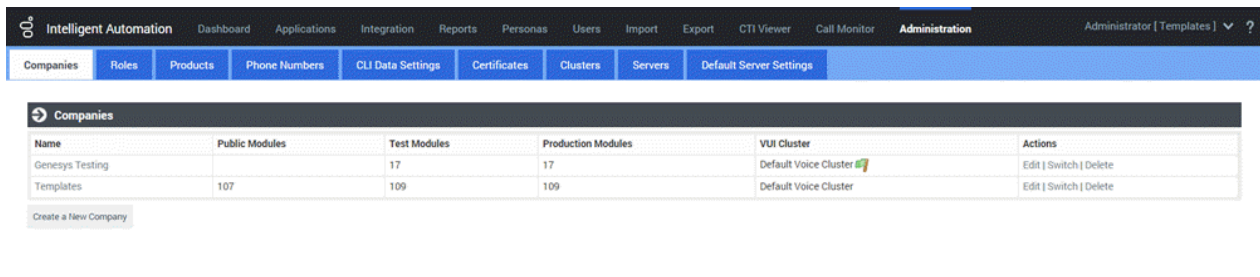 Intelligent Automation Dashboard Applications Integration Reports Personas Users Import Export CTI Viewer Call Monitor Administration Administrator [ Templates ] ?
Companies Roles Products Phone Numbers CLI Data Settings Certificates Clusters Servers Default Server Settings
Companies
Name Public Modules Test Modules Production Modules VUI Cluster Actions
Genesys Testing 17 17 Default Voice Cluster Edit | Switch | Delete
Templates 107 109 109 Default Voice Cluster Edit | Switch | Delete
Create a New Company